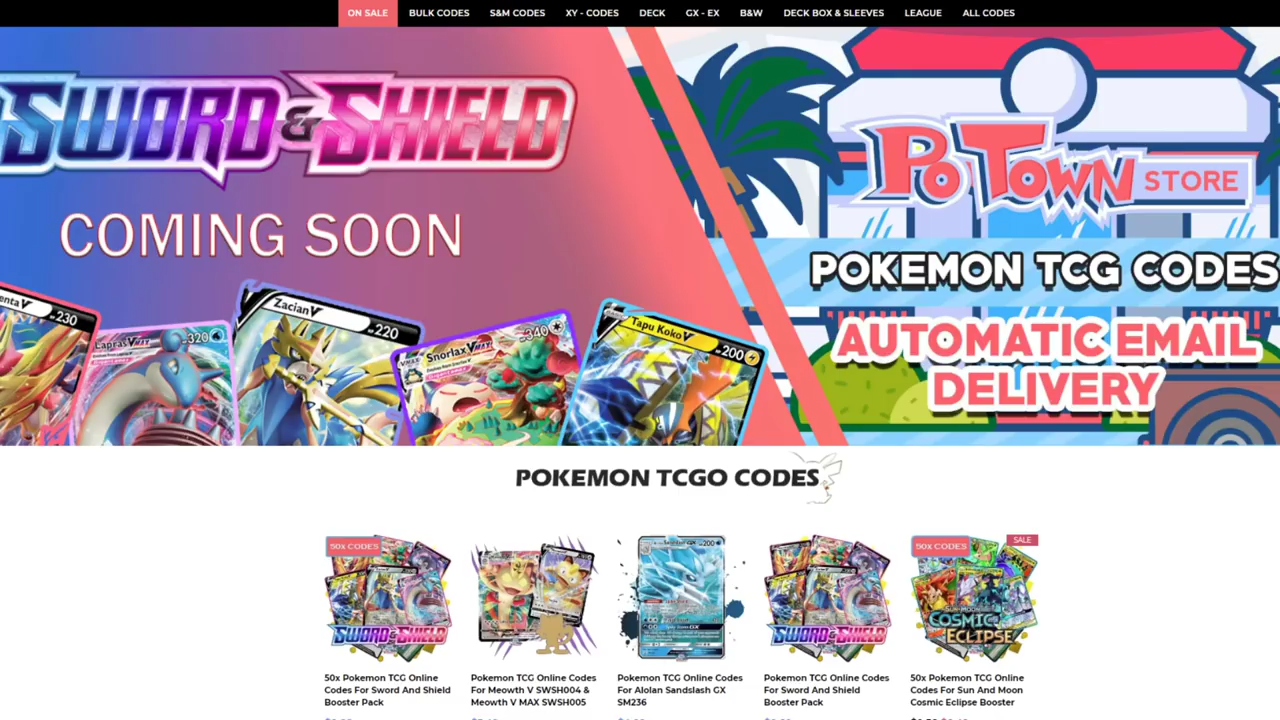 ON SALE BULK CODES S&M CODES XY - CODES DECK GX - EX B&W DECK BOX & SLEEVES LEAGUE ALL CODES
SWORD & SHIELD
COMING SOON
230
Lapras VMAX 320
Zacian V 220
Snorlax VMAX 340
Tapu Koko V 200
PO TOWN STORE
POKEMON TCG CODES
AUTOMATIC EMAIL
DELIVERY
POKEMON TCGO CODES
50X CODES
SWORD & SHIELD
200
SWORD & SHIELD
50X CODES
SALE
SUN & MOON
COSMIC
ECLIPSE
50x Pokemon TCG Online
Codes For Sword And Shield
Booster Pack
Pokemon TCG Online Codes
For Meowth V SWSH004 &
Meowth V MAX SWSH005
Pokemon TCG Online Codes
For Alolan Sandslash GX
SM236
Pokemon TCG Online Codes
For Sword And Shield
Booster Pack
50x Pokemon TCG Online
Codes For Sun And Moon
Cosmic Eclipse Booster